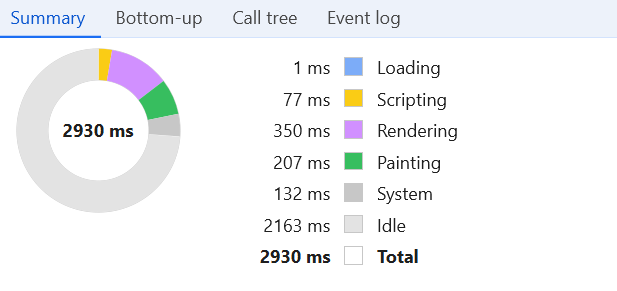 Summary Bottom-up Call tree Event log
2930 ms
1 ms Loading
77 ms Scripting
350 ms Rendering
207 ms Painting
132 ms System
2163 ms Idle
2930 ms Total